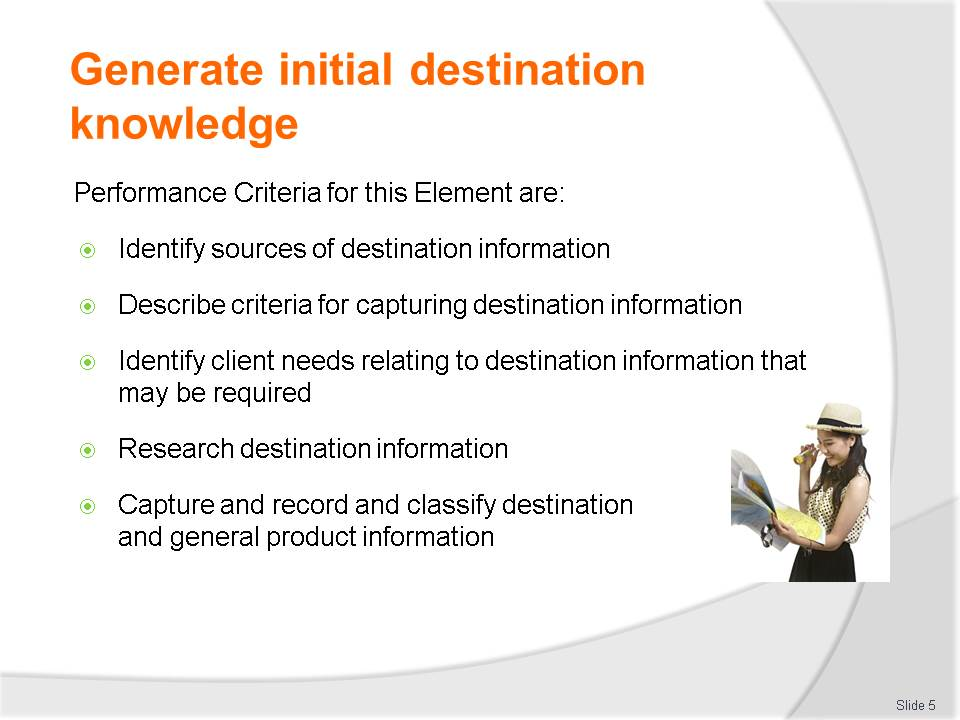 Generate initial destination
knowledge
Performance Criteria for this Element are:
Identify sources of destination information
Describe criteria for capturing destination information
Identify client needs relating to destination information that
may be required
Research destination information
Capture and record and classify destination
and general product information
Slide 5